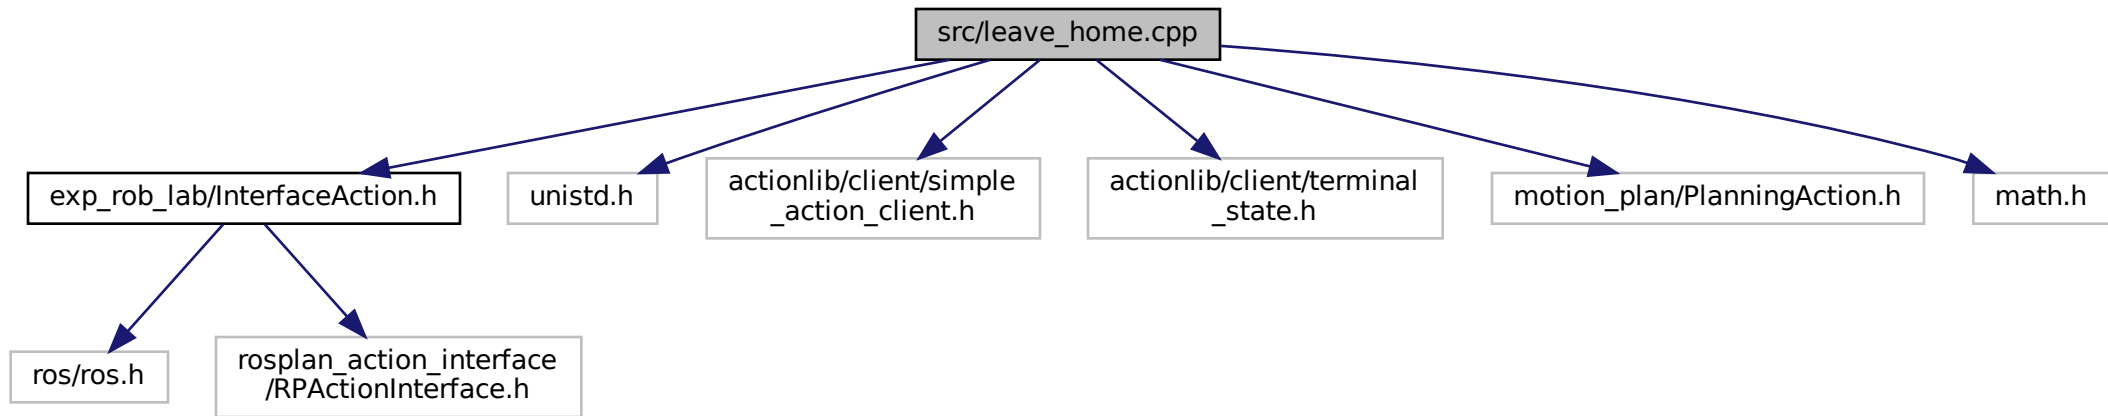 src/leave_home.cpp
exp_rob_lab/InterfaceAction.h
unistd.h
actionlib/client/simple
_action_client.h
actionlib/client/terminal
_state.h
motion_plan/PlanningAction.h
math.h
ros/ros.h
rosplan_action_interface
/RPActionInterface.h